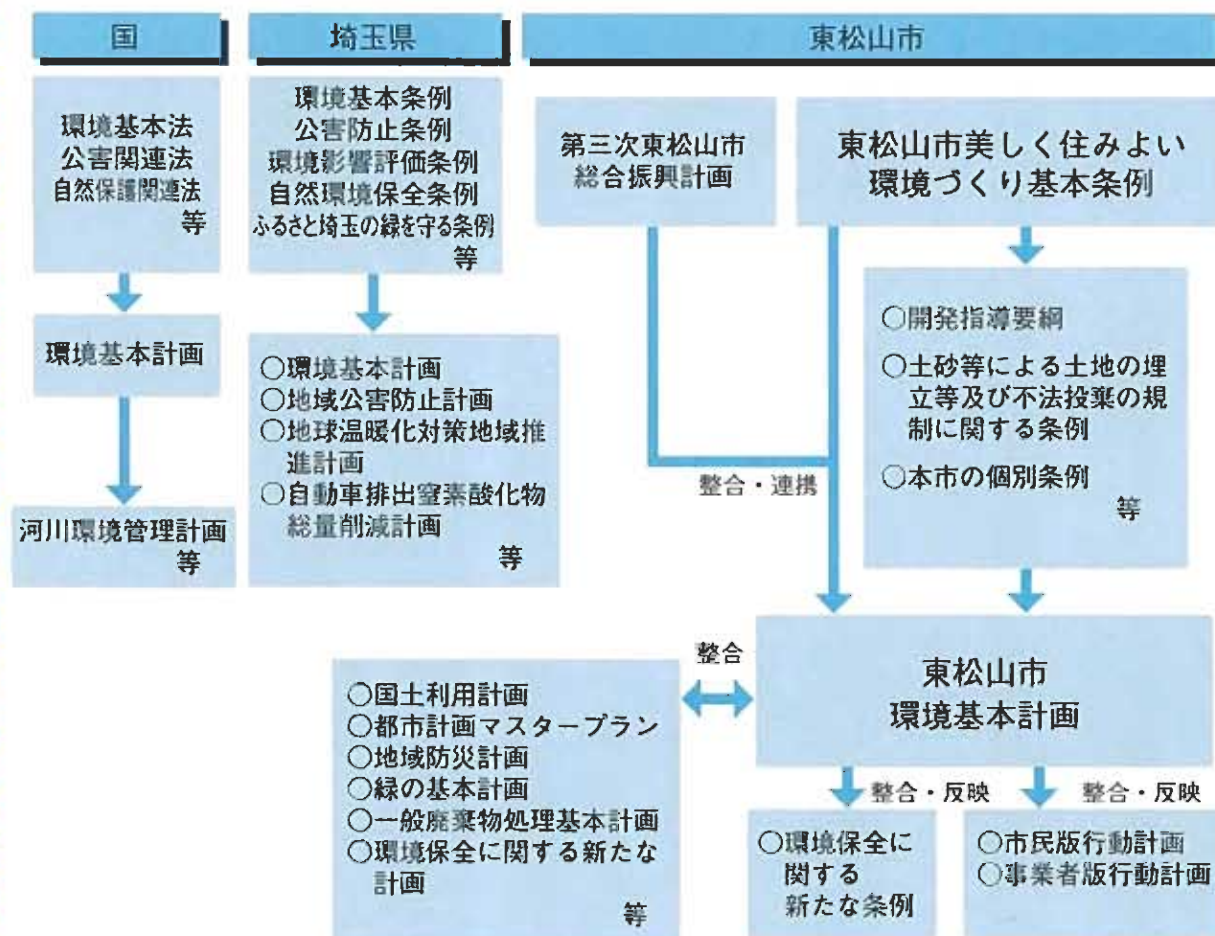 国
埼玉県
東松山市
環境基本法
公害関連法
自然保護関連法
等
環境基本計画
河川環境管理計画
等
環境基本条例
公害防止条例
環境影響評価条例
自然環境保全条例
ふるさと埼玉の緑を守る条例
等
○環境基本計画
○地域公害防止計画
○地球温暖化対策地域推
進計画
○自動車排出窒素酸化物
総量削減計画
等
第三次東松山市
総合振興計画
東松山市美しく住みよい
環境づくり基本条例
整合・連携
○開発指導要綱
○土砂等による土地の埋
立等及び不法投棄の規
制に関する条例
○本市の個別条例
等
東松山市
環境基本計画
整合
○国土利用計画
○都市計画マスタープラン
○地域防災計画
○緑の基本計画
○一般廃棄物処理基本計画
○環境保全に関する新たな
計画
等
整合・反映
整合・反映
○環境保全に
関する
新たな条例
○市民版行動計画
○事業者版行動計画